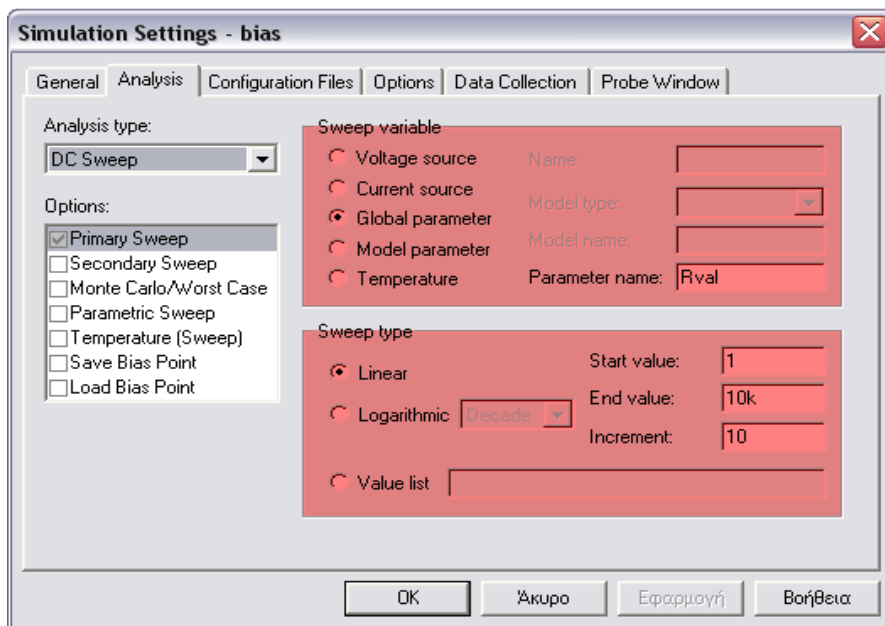 Simulation Settings - bias
General Analysis Configuration Files Options Data Collection Probe Window
Analysis type:
DC Sweep
Options:
Primary Sweep
Secondary Sweep
Monte Carlo/Worst Case
Parametric Sweep
Temperature (Sweep)
Save Bias Point
Load Bias Point
Sweep variable
Voltage source
Current source
Global parameter
Model parameter
Temperature
Name:
Model type:
Model name:
Parameter name: Rval
Sweep type
Linear
Logarithmic Decade
Value list
Start value: 1
End value: 10k
Increment: 10
OK Άκυρο Εφαρμογή Βοήθεια